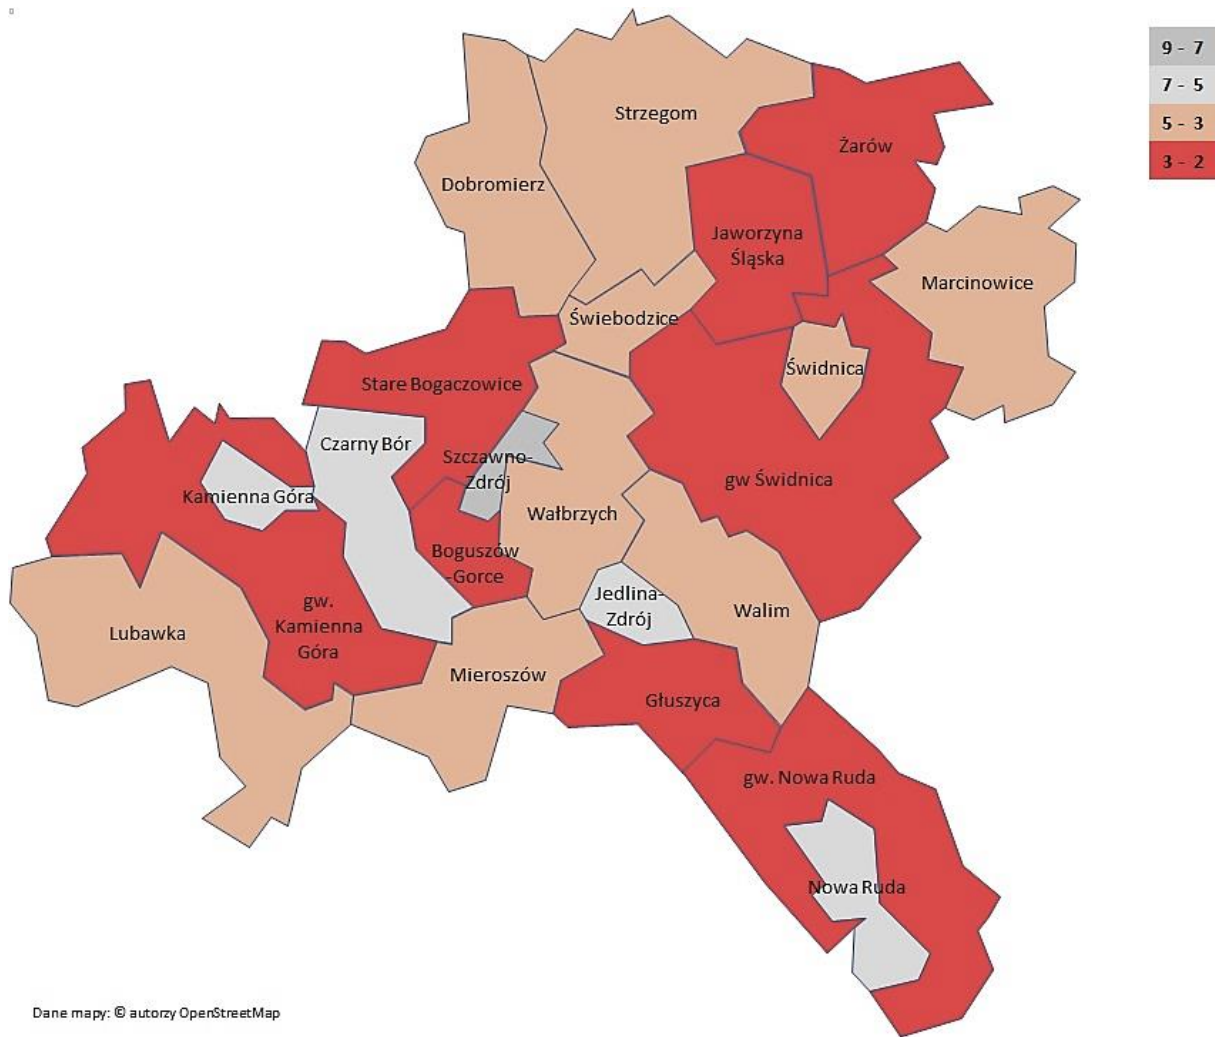 9 - 7
7 - 5
5 - 3
3 - 2
Strzegom
Żarów
Dobromierz
Jaworzyna
Śląska
Marcinowice
Świebodzice
Świdnica
Stare Bogaczowice
Czarny Bór
Szczawno-
Zdrój
gw Świdnica
Kamienna Góra
Wałbrzych
Boguszów
-Gorce
Jedlina-
Zdrój
Walim
gw.
Kamienna
Góra
Lubawka
Mieroszów
Głuszyca
gw. Nowa Ruda
Nowa Ruda
Dane mapy: © autorzy OpenStreetMap